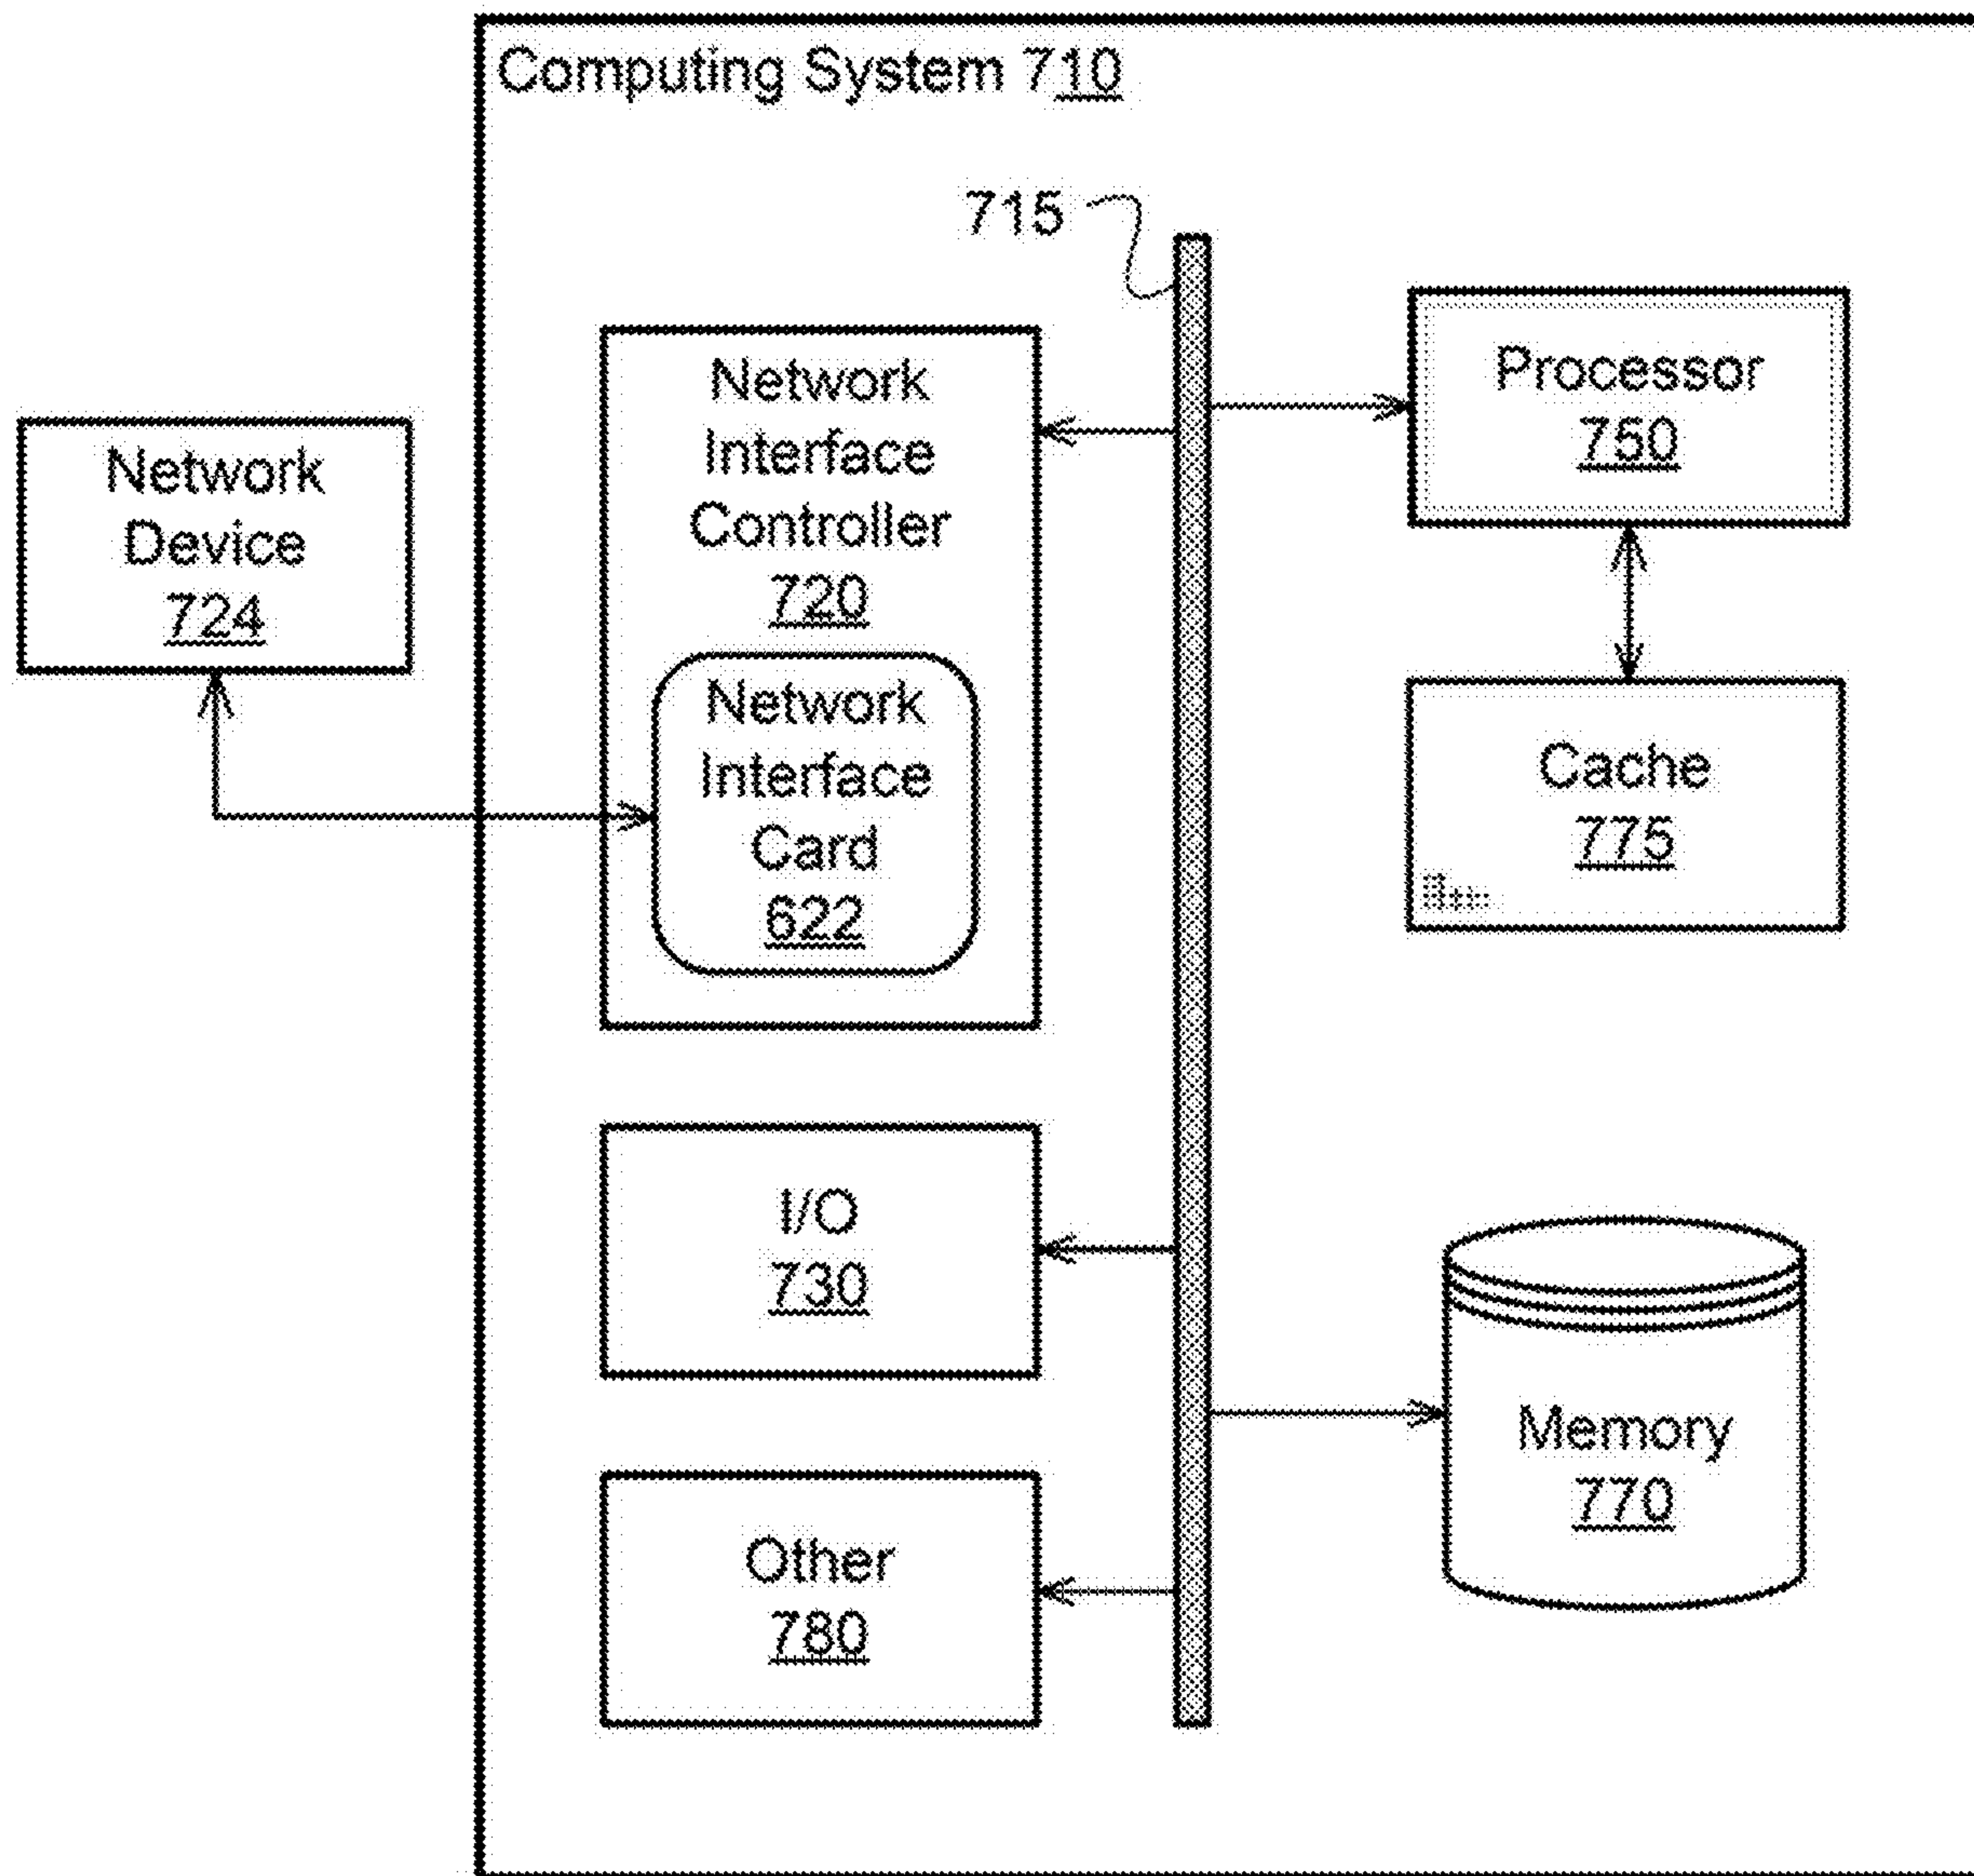 Computing System 710
715
Network
Interface
Controller
720
Processor
750
Network
Device
724
Network
Interface
Card
622
Cache
775
I/O
730
Memory
770
Other
780